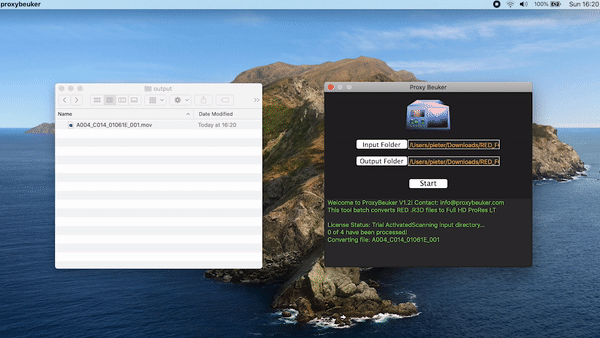 proxybeuker
100%
Sun 16:20
output
Name
Date Modified
A004_C014_01061E_001.mov
Today at 16:20
Proxy Beuker
Input Folder
/Users/pieter/Downloads/RED_F
Output Folder
/Users/pieter/Downloads/RED_F
Start
Welcome to ProxyBeuker V1.2! Contact: info@proxybeuker.com
This tool batch converts RED .R3D files to Full HD ProRes LT
License Status: Trial ActivatedScanning input directory...
0 of 4 have been processed!
Converting file: A004_C014_01061E_001